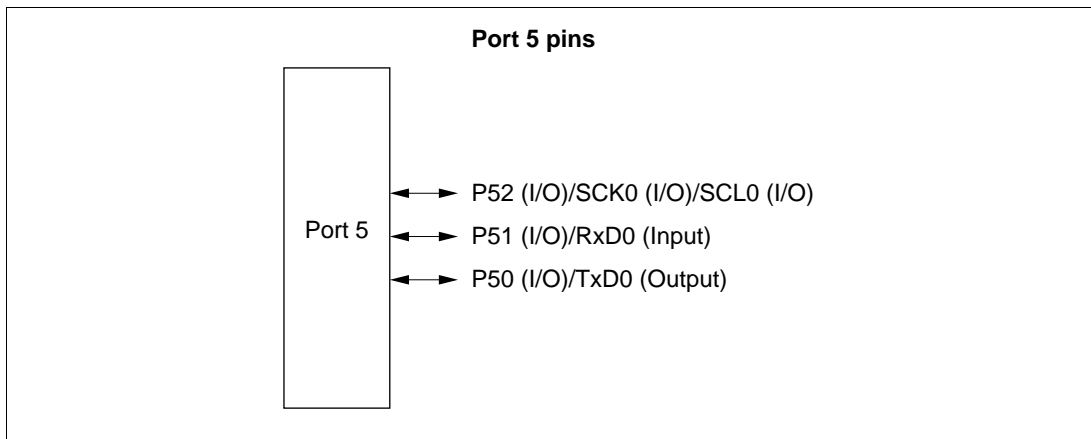 Port 5 pins
P52 (I/O)/SCK0 (I/O)/SCL0 (I/O)
Port 5
P51 (I/O)/RxD0 (Input)
P50 (I/O)/TxD0 (Output)